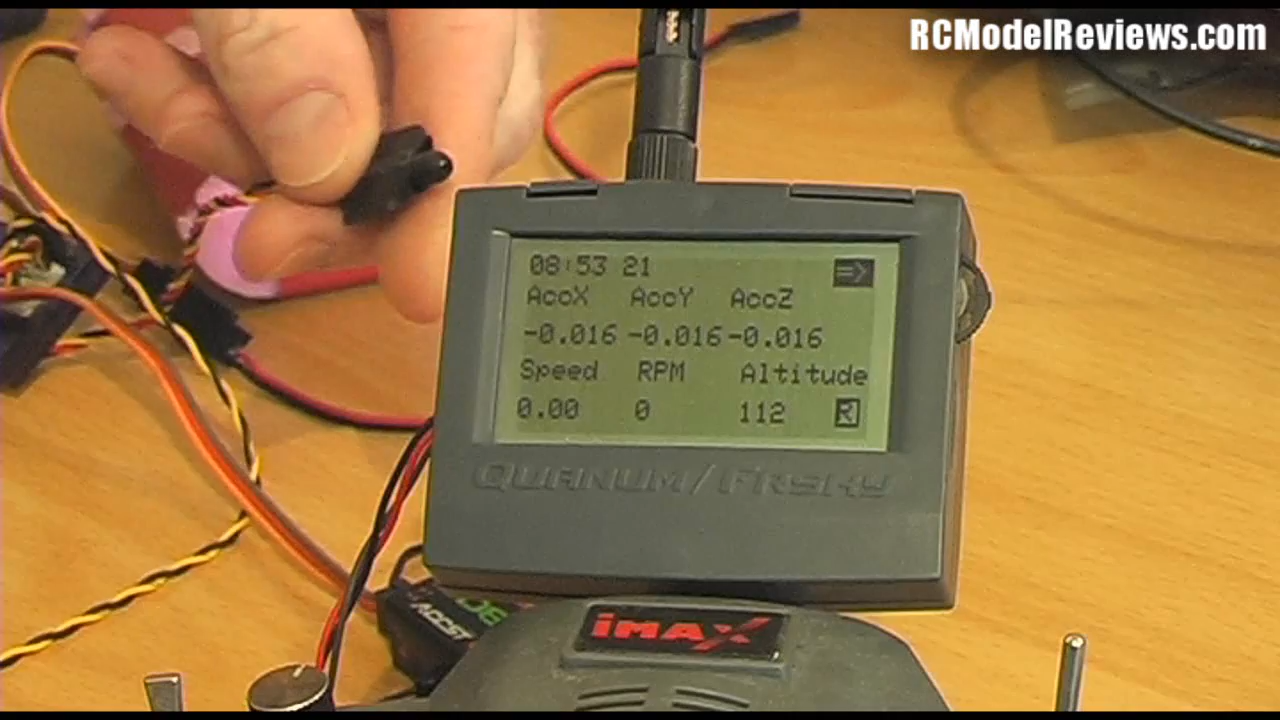 RCModelReviews.com
08:53 21 =>
AccX AccY AccZ
-0.016 -0.016 -0.016
Speed RPM Altitude
0.00 0 112 R
QUANUM/FRSKY
ACCST
iMAX